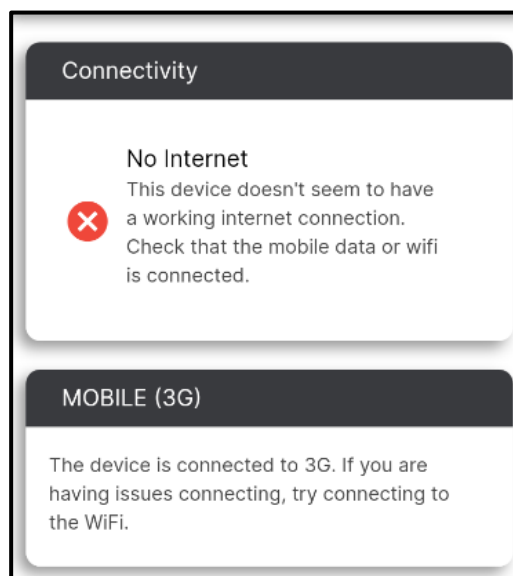 Connectivity
No Internet
This device doesn't seem to have
a working internet connection.
Check that the mobile data or wifi
is connected.
MOBILE (3G)
The device is connected to 3G. If you are
having issues connecting, try connecting to
the WiFi.